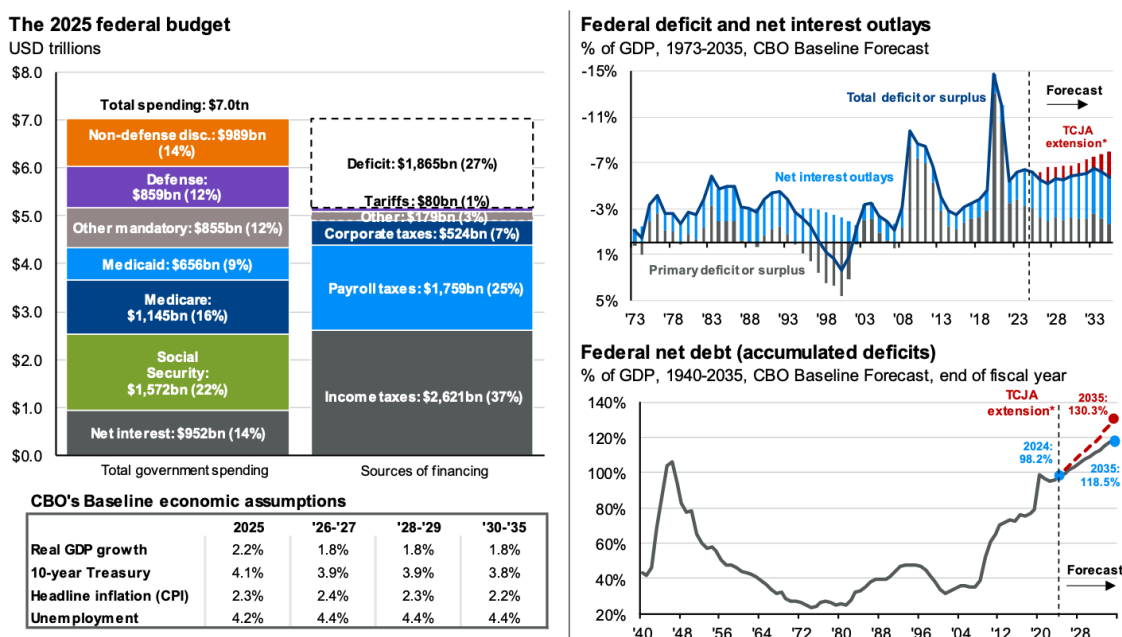 The 2025 federal budget
USD trillions
$8.0
$7.0
$6.0
$5.0
$4.0
$3.0
$2.0
$1.0
$0.0
Total spending: $7.0tn
Non-defense disc.: $989bn
(14%)
Defense:
$859bn (12%)
Other mandatory: $855bn (12%)
Medicaid: $656bn (9%)
Medicare:
$1,145bn (16%)
Social
Security:
$1,572bn (22%)
Net interest: $952bn (14%)
Total government spending
Deficit: $1,865bn (27%)
Tariffs: $80bn (1%)
Other: $179bn (3%)
Corporate taxes: $524bn (7%)
Payroll taxes: $1,759bn (25%)
Income taxes: $2,621bn (37%)
Sources of financing
CBO's Baseline economic assumptions
2025 '26-'27 '28-'29 '30-'35
Real GDP growth 2.2% 1.8% 1.8% 1.8%
10-year Treasury 4.1% 3.9% 3.9% 3.8%
Headline inflation (CPI) 2.3% 2.4% 2.3% 2.2%
Unemployment 4.2% 4.4% 4.4% 4.4%
Federal deficit and net interest outlays
% of GDP, 1973-2035, CBO Baseline Forecast
-15%
-11%
-7%
-3%
1%
5%
Total deficit or surplus
Forecast
TCJA
extension*
Net interest outlays
Primary deficit or surplus
'73 '78 '83 '88 '93 '98 '03 '08 '13 '18 '23 '28 '33
Federal net debt (accumulated deficits)
% of GDP, 1940-2035, CBO Baseline Forecast, end of fiscal year
140%
120%
100%
80%
60%
40%
20%
TCJA
extension*
2035:
130.3%
2024:
98.2%
2035:
118.5%
Forecast
'40 '48 '56 '64 '72 '80 '88 '96 '04 '12 '20 '28